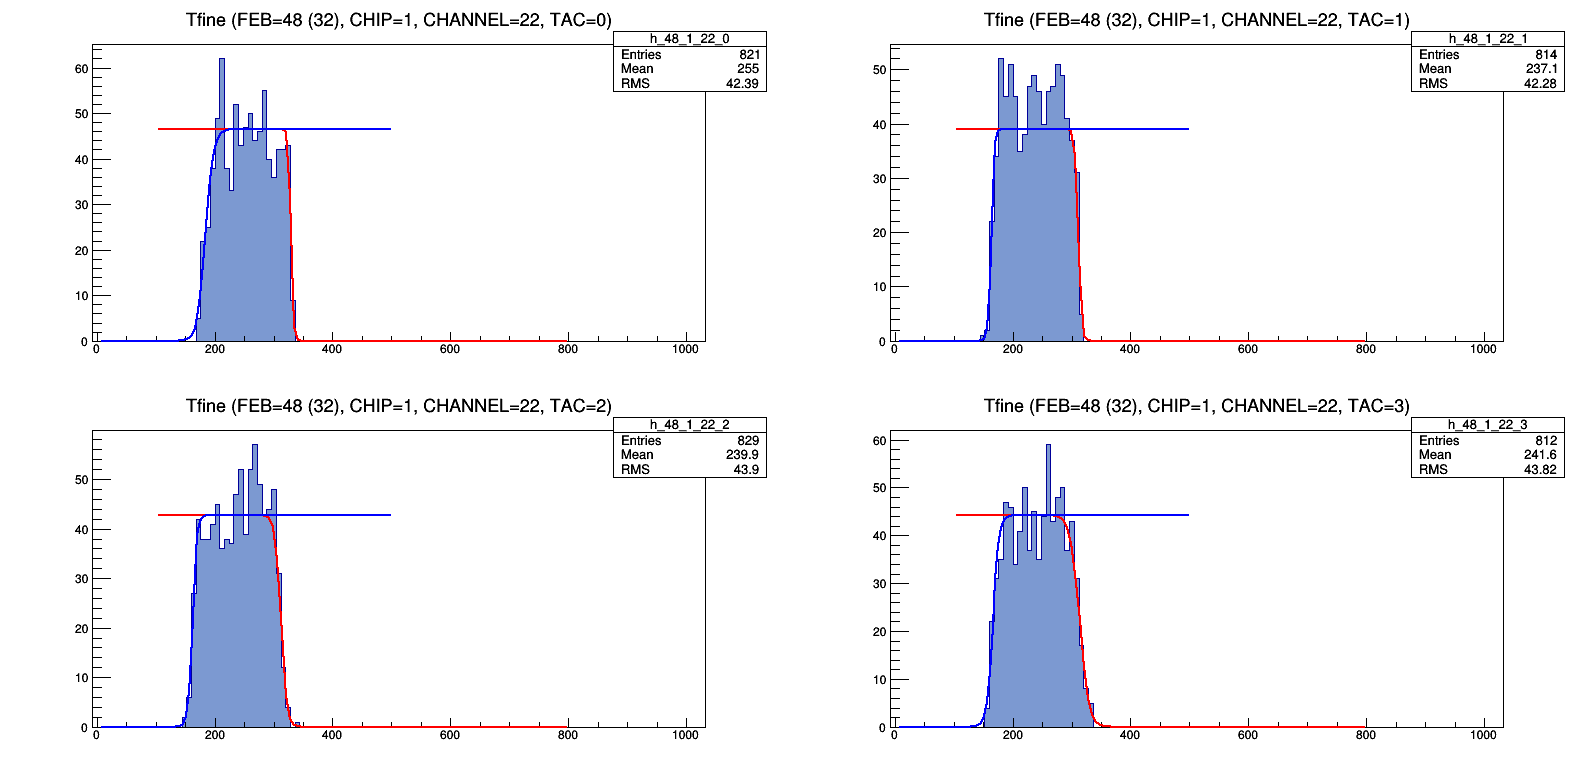 Tfine (FEB=48 (32), CHIP=1, CHANNEL=22, TAC=0)
h_48_1_22_0
Entries 821
Mean 255
RMS 42.39
60
50
40
30
20
10
0
0 200 400 600 800 1000
Tfine (FEB=48 (32), CHIP=1, CHANNEL=22, TAC=1)
h_48_1_22_1
Entries 814
Mean 237.1
RMS 42.28
50
40
30
20
10
0
0 200 400 600 800 1000
Tfine (FEB=48 (32), CHIP=1, CHANNEL=22, TAC=2)
h_48_1_22_2
Entries 829
Mean 239.9
RMS 43.9
50
40
30
20
10
0
0 200 400 600 800 1000
Tfine (FEB=48 (32), CHIP=1, CHANNEL=22, TAC=3)
h_48_1_22_3
Entries 812
Mean 241.6
RMS 43.82
60
50
40
30
20
10
0
0 200 400 600 800 1000